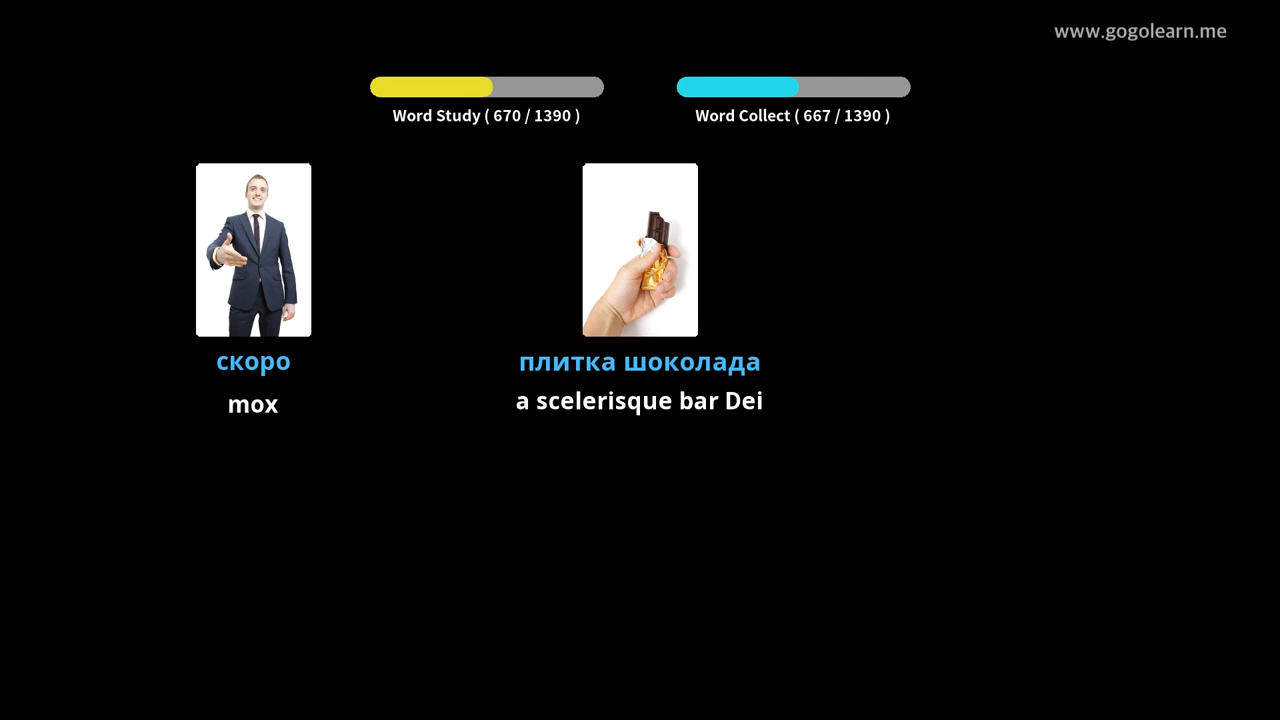 www.gogolearn.me
Word Study ( 670 / 1390 )
Word Collect ( 667 / 1390 )
скоро
плитка шоколада
mox
a scelerisque bar Dei